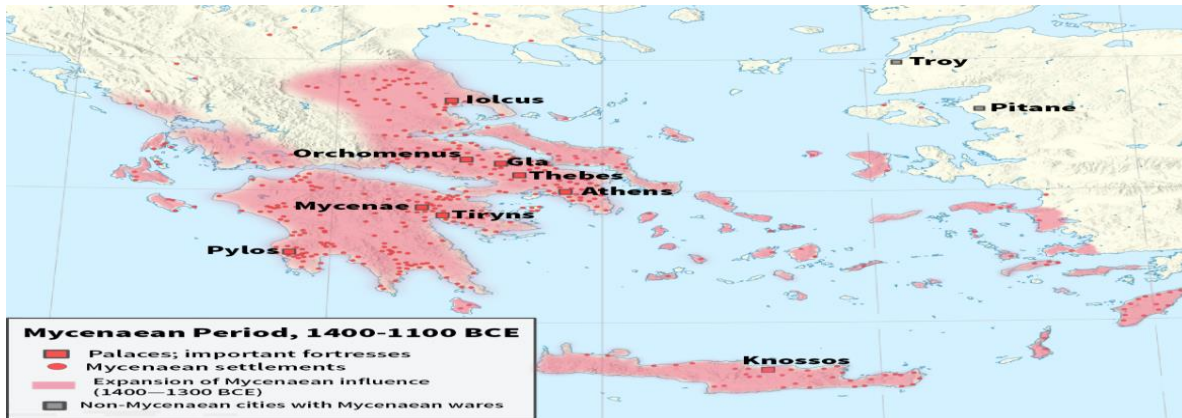 Troy
Iolcus
Pitane
Orchomenus
Gla
Thebes
Athens
Mycenae
Tiryns
Pylos
Mycenaean Period, 1400-1100 BCE
Palaces; important fortresses
Mycenaean settlements
Expansion of Mycenaean influence
(1400—1300 BCE)
Non-Mycenaean cities with Mycenaean wares
Knossos